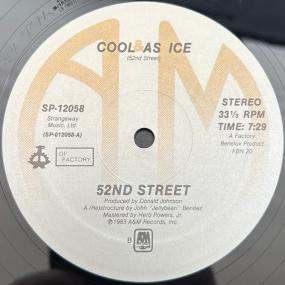 COOL AS ICE
(52nd Street)
SP-12058
Strangeway
Music, Ltd.
(SP-012058-A)
STEREO
33⅓ RPM
TIME: 7:29
A Factory
Benelux Product
FBN 20
OF
FACTORY
52ND STREET
Produced by Donald Johnson
A (Re)structure by John "Jellybean" Benitez
Mastered by Herb Powers, Jr.
℗1983 A&M Records, Inc.
B
A&M